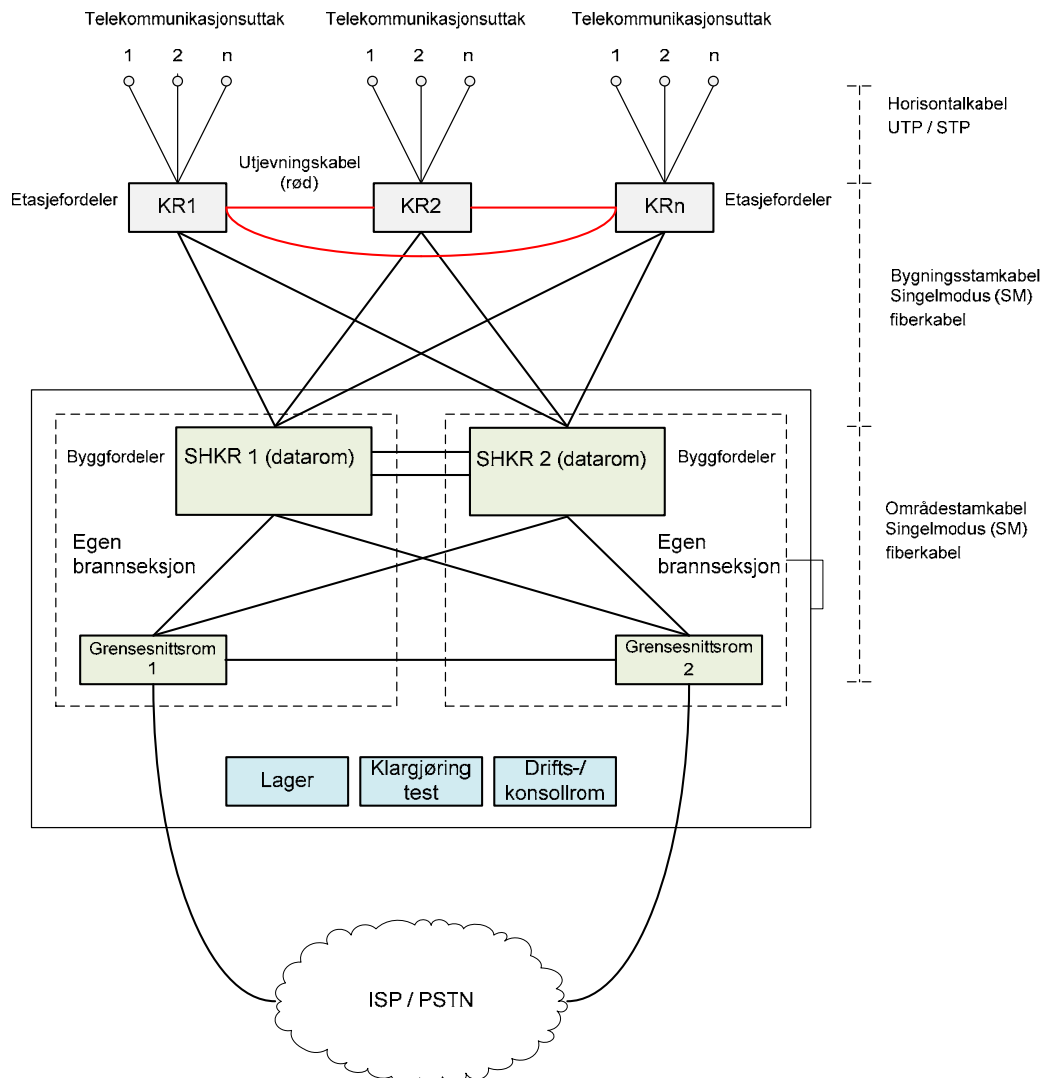 Telekommunikasjonsuttak
Telekommunikasjonsuttak
Telekommunikasjonsuttak
1 2 n
1 2 n
1 2 n
Horisontalkabel
UTP / STP
Utjevningskabel
(rød)
Etasjefordeler
KR1
KR2
KRn
Etasjefordeler
Bygningsstamkabel
Singelmodus (SM)
fiberkabel
Byggfordeler
SHKR 1 (datarom)
SHKR 2 (datarom)
Byggfordeler
Områdestamkabel
Singelmodus (SM)
fiberkabel
Egen
brannseksjon
Egen
brannseksjon
Grensesnittsrom
1
Grensesnittsrom
2
Lager
Klargjøring
test
Drifts-/
konsollrom
ISP / PSTN